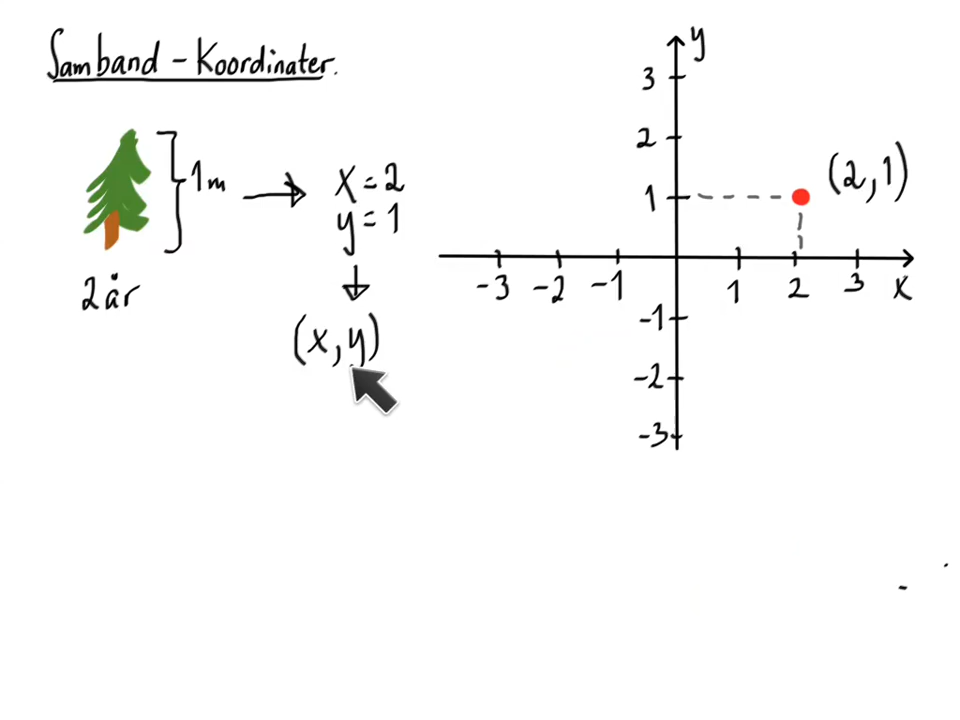 Samband - Koordinater.
1m
2 år
x = 2
y = 1
(x, y)
y
3
2
1
(2, 1)
-3 -2 -1 1 2 3 x
-1
-2
-3